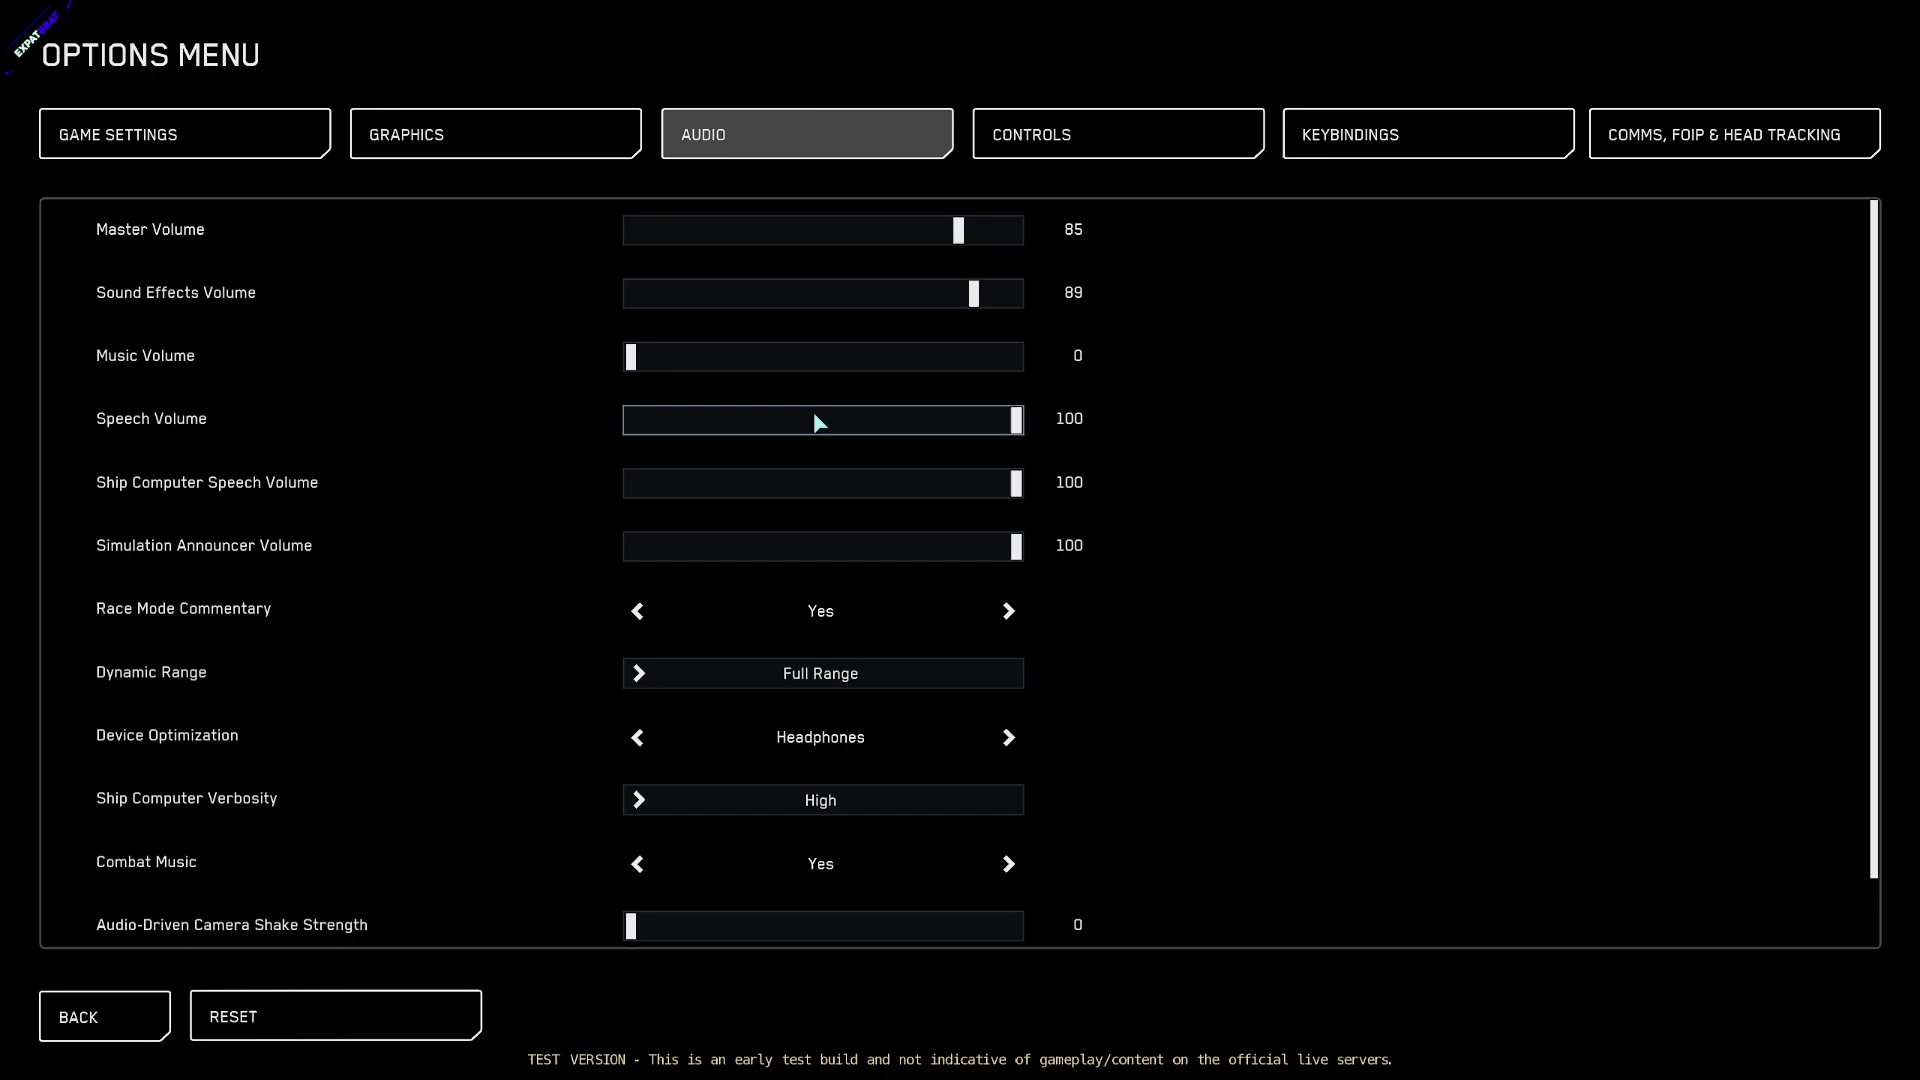 EXPATBRAT
OPTIONS MENU
GAME SETTINGS
GRAPHICS
AUDIO
CONTROLS
KEYBINDINGS
COMMS, FOIP & HEAD TRACKING
Master Volume 85
Sound Effects Volume 89
Music Volume 0
Speech Volume 100
Ship Computer Speech Volume 100
Simulation Announcer Volume 100
Race Mode Commentary Yes
Dynamic Range Full Range
Device Optimization Headphones
Ship Computer Verbosity High
Combat Music Yes
Audio-Driven Camera Shake Strength 0
BACK
RESET
TEST VERSION - This is an early test build and not indicative of gameplay/content on the official live servers.